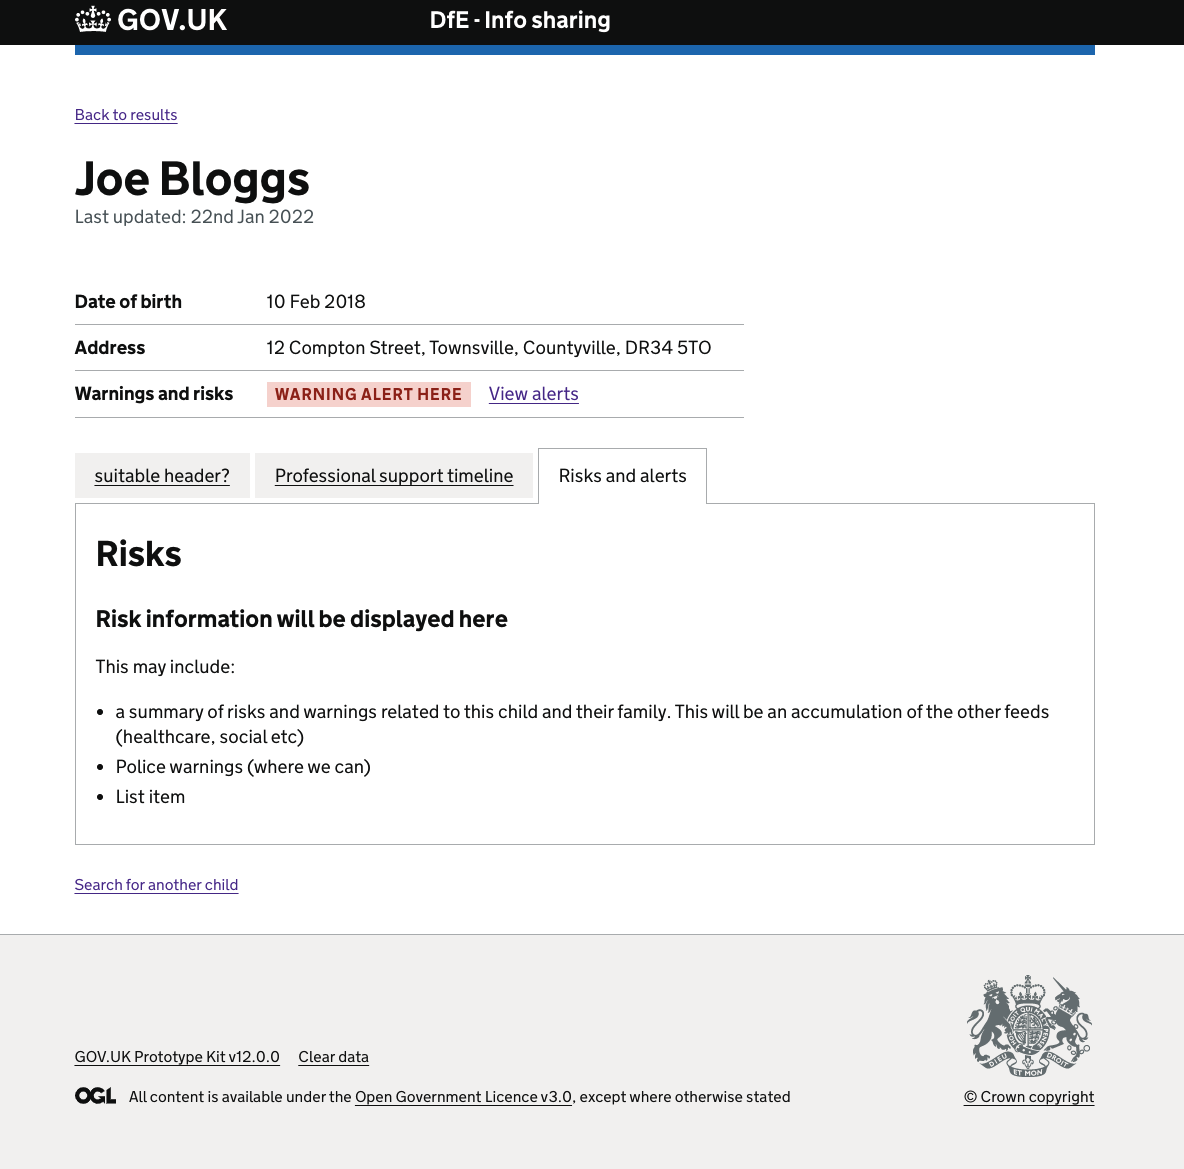 GOV.UK DfE - Info sharing
Back to results
Joe Bloggs
Last updated: 22nd Jan 2022
Date of birth 10 Feb 2018
Address 12 Compton Street, Townsville, Countyville, DR34 5TO
Warnings and risks WARNING ALERT HERE View alerts
suitable header? Professional support timeline Risks and alerts
Risks
Risk information will be displayed here
This may include:
• a summary of risks and warnings related to this child and their family. This will be an accumulation of the other feeds
(healthcare, social etc)
• Police warnings (where we can)
• List item
Search for another child
GOV.UK Prototype Kit v12.0.0 Clear data
DIEU ET MON DROIT
OGL All content is available under the Open Government Licence v3.0, except where otherwise stated
© Crown copyright